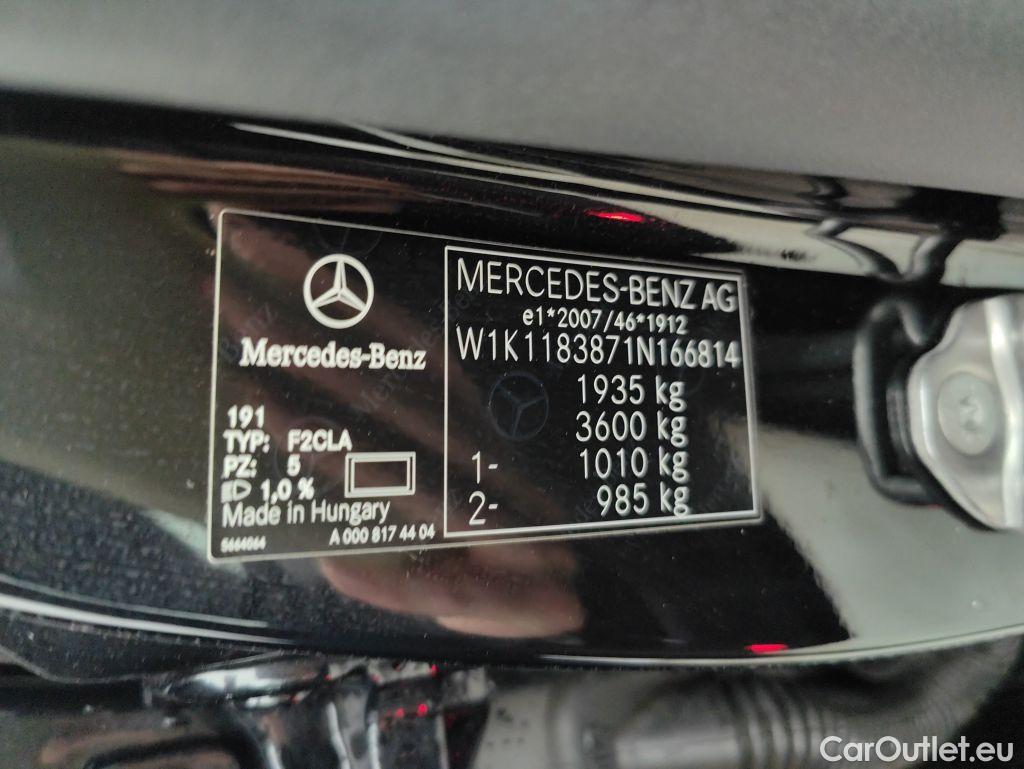 Mercedes-Benz
191
TYP: F2CLA
PZ: 5
1,0 %
Made in Hungary
5664064
A 000 817 44 04
MERCEDES-BENZ AG
e1*2007/46*1912
W1K1183871N166814
1935 kg
3600 kg
1- 1010 kg
2- 985 kg
CarOutlet.eu